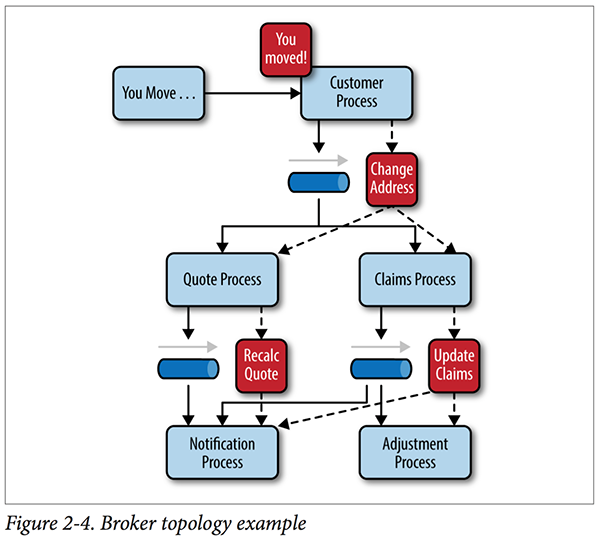 You
moved!
You Move . . .
Customer
Process
Change
Address
Quote Process
Claims Process
Recalc
Quote
Update
Claims
Notification
Process
Adjustment
Process
Figure 2-4. Broker topology example